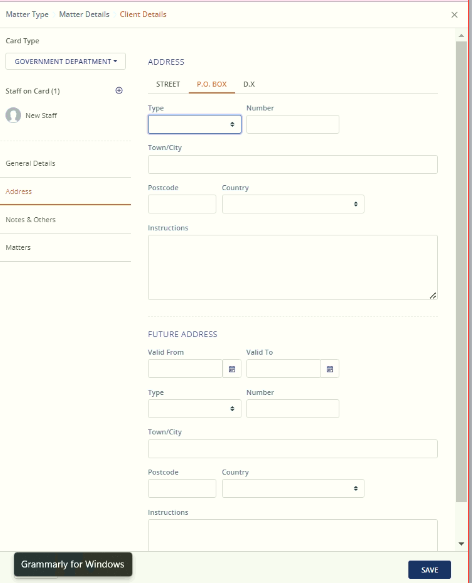 Matter Type Matter Details Client Details
Card Type
GOVERNMENT DEPARTMENT
Staff on Card (1)
New Staff
General Details
Address
Notes & Others
Matters
ADDRESS
STREET P.O. BOX D.X
Type Number
Town/City
Postcode Country
Instructions
FUTURE ADDRESS
Valid From Valid To
Type Number
Town/City
Postcode Country
Instructions
Grammarly for Windows
SAVE